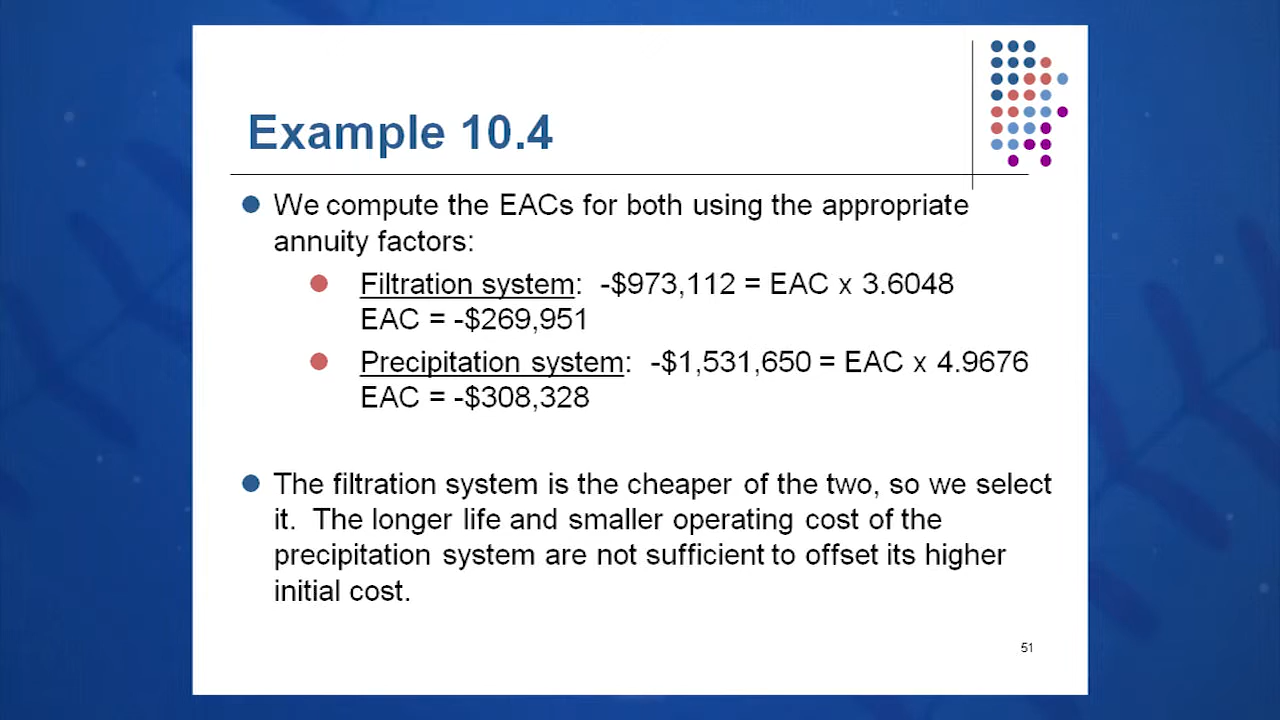 Example 10.4
We compute the EACs for both using the appropriate
annuity factors:
Filtration system: -$973,112 = EAC x 3.6048
EAC = -$269,951
Precipitation system: -$1,531,650 = EAC x 4.9676
EAC = -$308,328
The filtration system is the cheaper of the two, so we select
it. The longer life and smaller operating cost of the
precipitation system are not sufficient to offset its higher
initial cost.
51